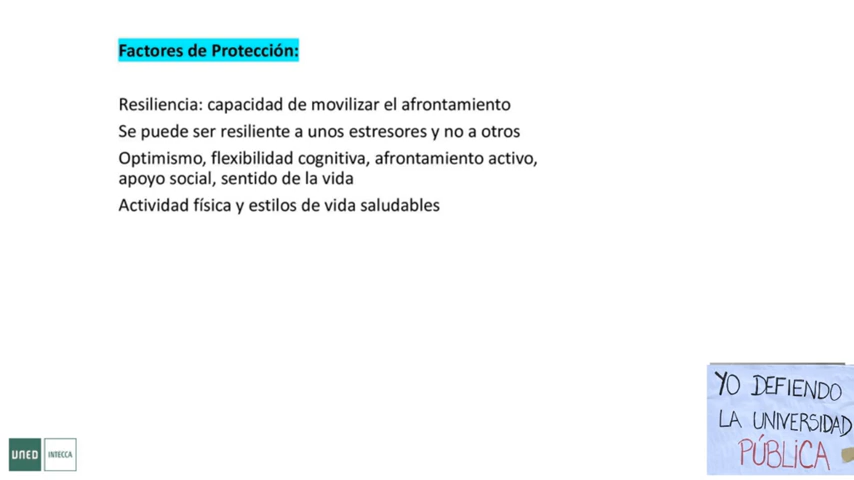 Factores de Protección:
Resiliencia: capacidad de movilizar el afrontamiento
Se puede ser resiliente a unos estresores y no a otros
Optimismo, flexibilidad cognitiva, afrontamiento activo,
apoyo social, sentido de la vida
Actividad física y estilos de vida saludables
YO DEFIENDO
LA UNIVERSIDAD
PÚBLICA
UNED INTECCA